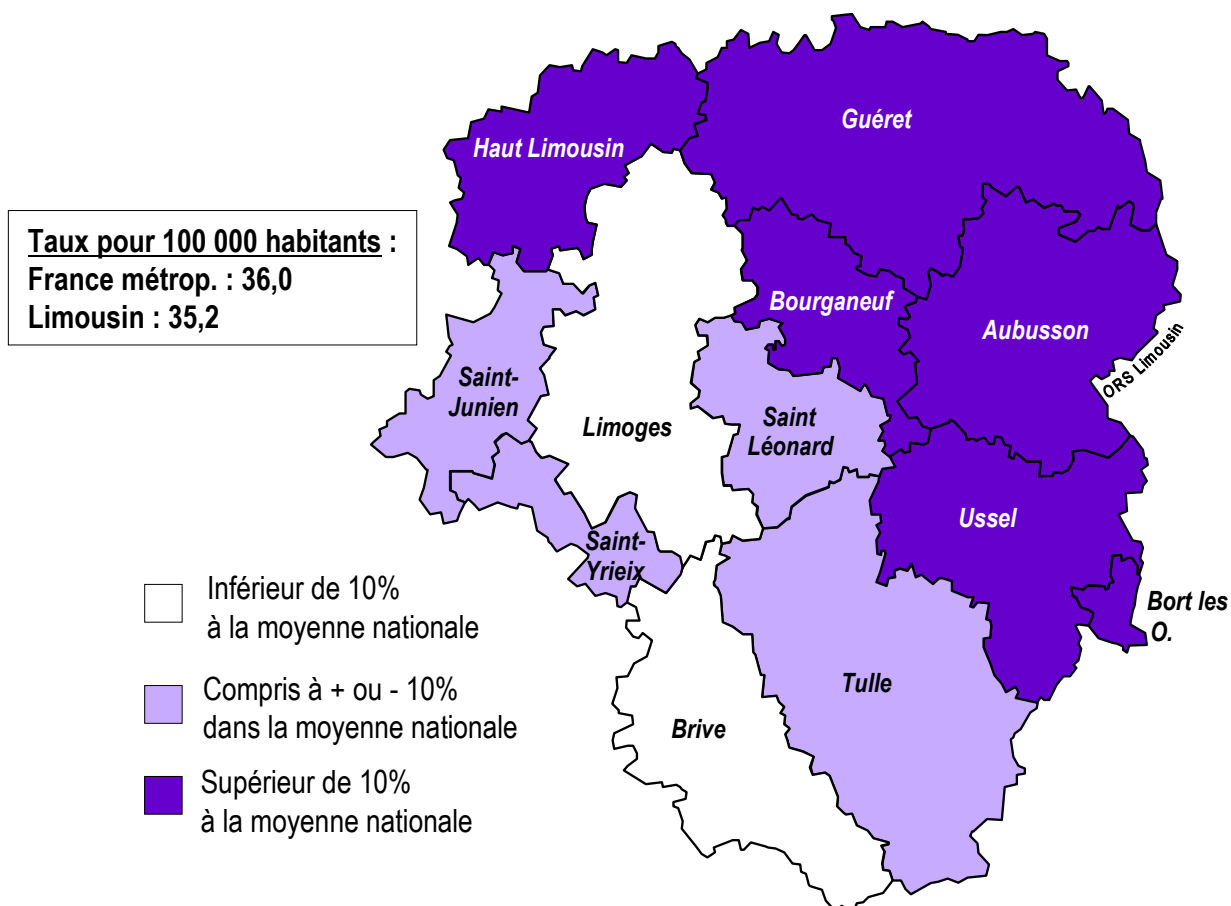 Guéret
Haut Limousin
Taux pour 100 000 habitants :
France métrop. : 36,0
Limousin : 35,2
Bourganeuf
Aubusson
ORS Limousin
Saint-
Junien
Limoges
Saint
Léonard
Ussel
Saint-
Yrieix
Inférieur de 10%
à la moyenne nationale
Bort les
O.
Compris à + ou - 10%
dans la moyenne nationale
Tulle
Brive
Supérieur de 10%
à la moyenne nationale